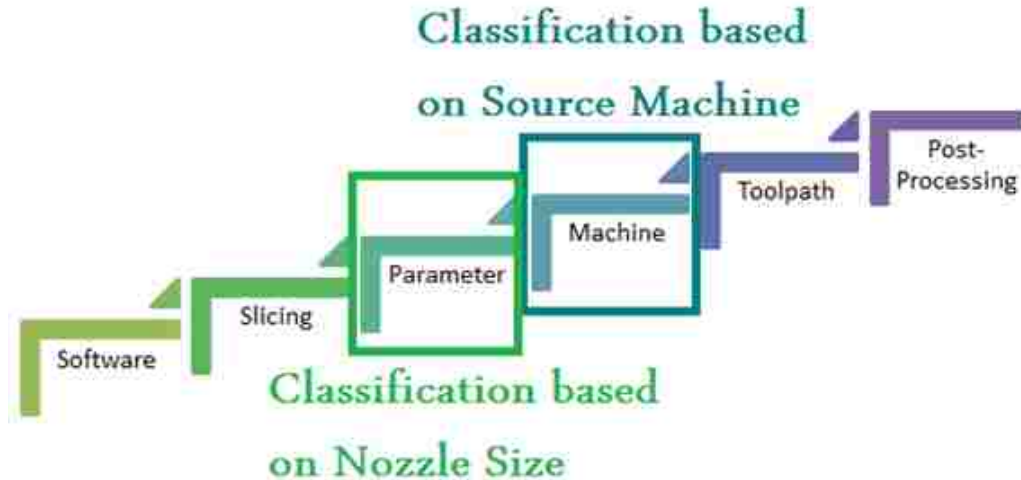 Classification based
on Source Machine
Post-
Processing
Toolpath
Machine
Parameter
Slicing
Software
Classification based
on Nozzle Size